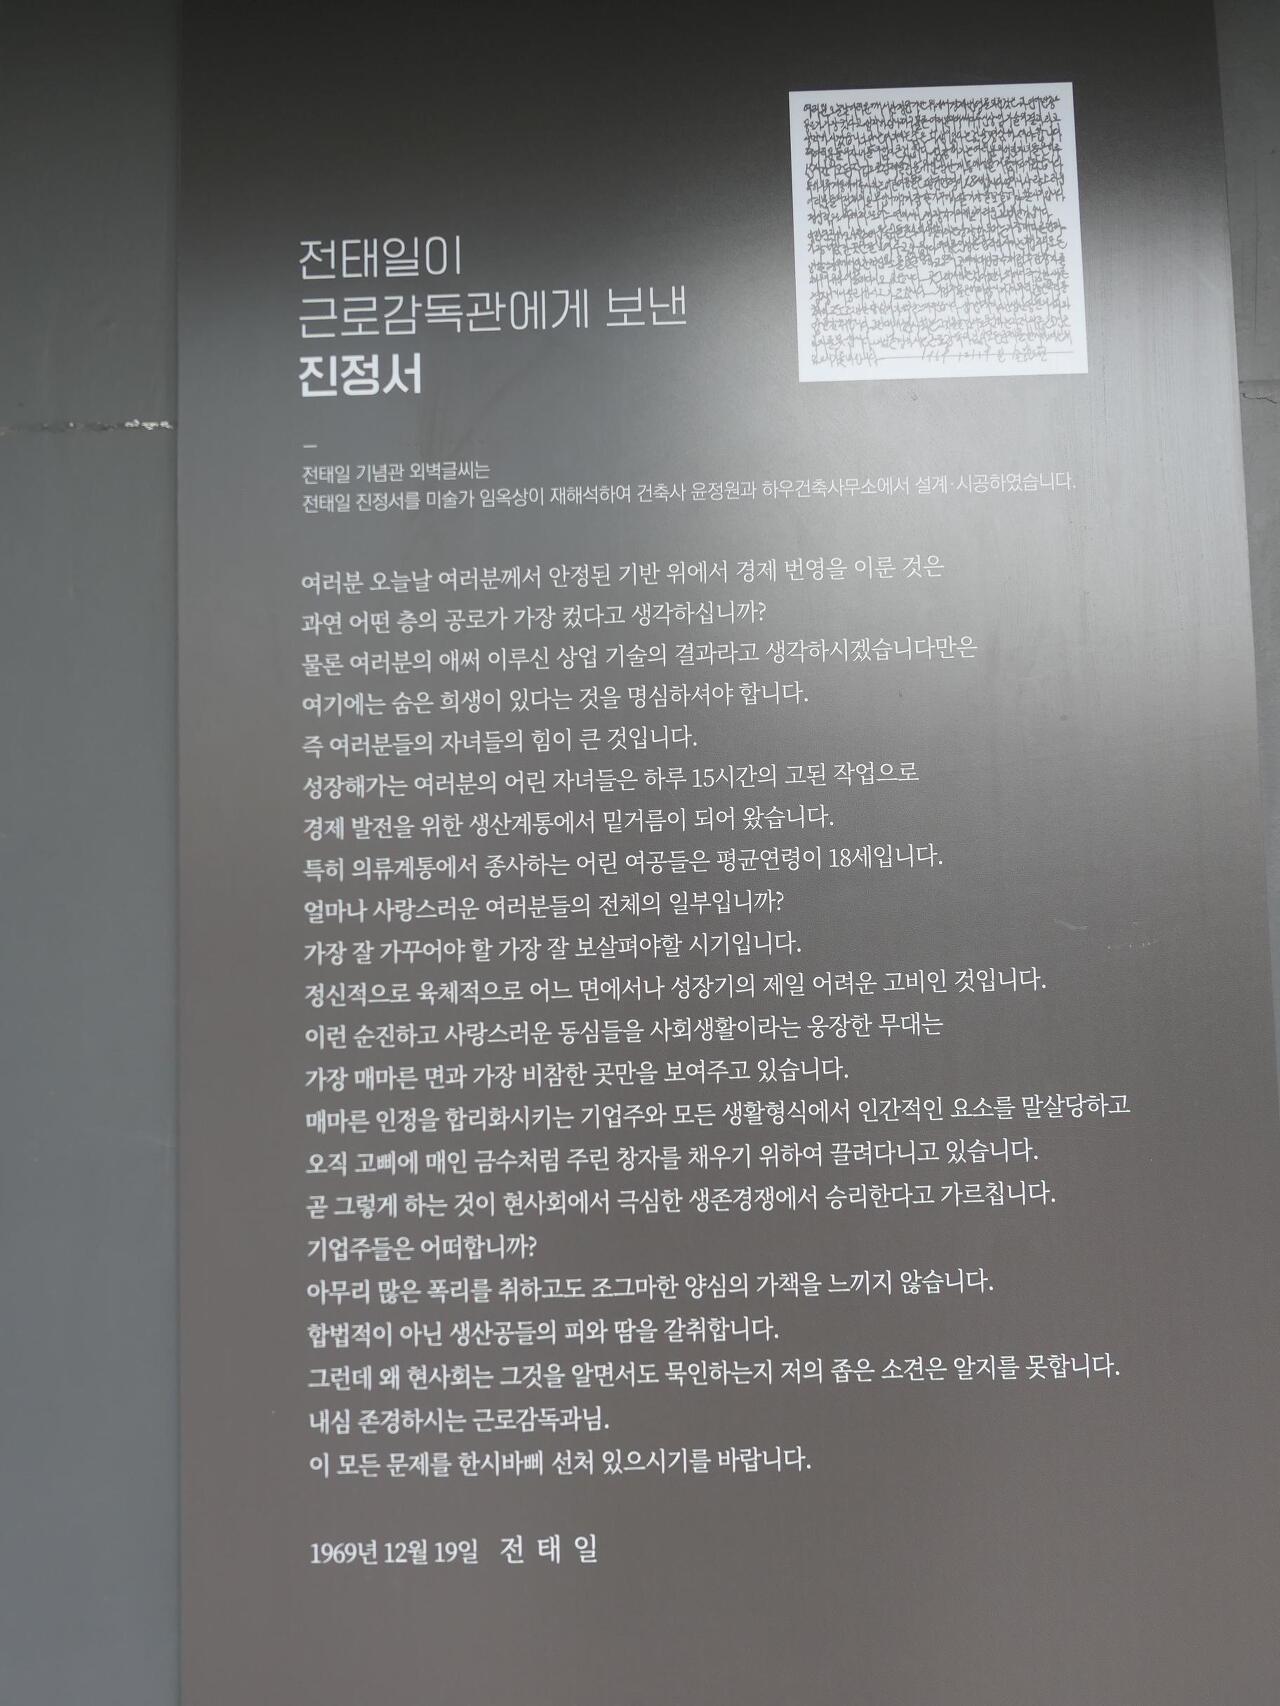 전태일이
근로감독관에게 보낸
진정서
전태일 기념관 외벽글씨는
전태일 진정서를 미술가 임옥상이 재해석하여 건축사 윤정원과 하우건축사무소에서 설계·시공하였습니다.
여러분 오늘날 여러분께서 안정된 기반 위에서 경제 번영을 이룬 것은
과연 어떤 층의 공로가 가장 컸다고 생각하십니까?
물론 여러분의 애써 이루신 상업 기술의 결과라고 생각하시겠습니다만은
여기에는 숨은 희생이 있다는 것을 명심하셔야 합니다.
즉 여러분들의 자녀들의 힘이 큰 것입니다.
성장해가는 여러분의 어린 자녀들은 하루 15시간의 고된 작업으로
경제 발전을 위한 생산계통에서 밑거름이 되어 왔습니다.
특히 의류계통에서 종사하는 어린 여공들은 평균연령이 18세입니다.
얼마나 사랑스러운 여러분들의 전체의 일부입니까?
가장 잘 가꾸어야 할 가장 잘 보살펴야할 시기입니다.
정신적으로 육체적으로 어느 면에서나 성장기의 제일 어려운 고비인 것입니다.
이런 순진하고 사랑스러운 동심들을 사회생활이라는 웅장한 무대는
가장 매마른 면과 가장 비참한 곳만을 보여주고 있습니다.
매마른 인정을 합리화시키는 기업주와 모든 생활형식에서 인간적인 요소를 말살당하고
오직 고삐에 매인 금수처럼 주린 창자를 채우기 위하여 끌려다니고 있습니다.
곧 그렇게 하는 것이 현사회에서 극심한 생존경쟁에서 승리한다고 가르칩니다.
기업주들은 어떠합니까?
아무리 많은 폭리를 취하고도 조그마한 양심의 가책을 느끼지 않습니다.
합법적이 아닌 생산공들의 피와 땀을 갈취합니다.
그런데 왜 현사회는 그것을 알면서도 묵인하는지 저의 좁은 소견은 알지를 못합니다.
내심 존경하시는 근로감독과님.
이 모든 문제를 한시바삐 선처 있으시기를 바랍니다.
1969년 12월 19일 전 태 일